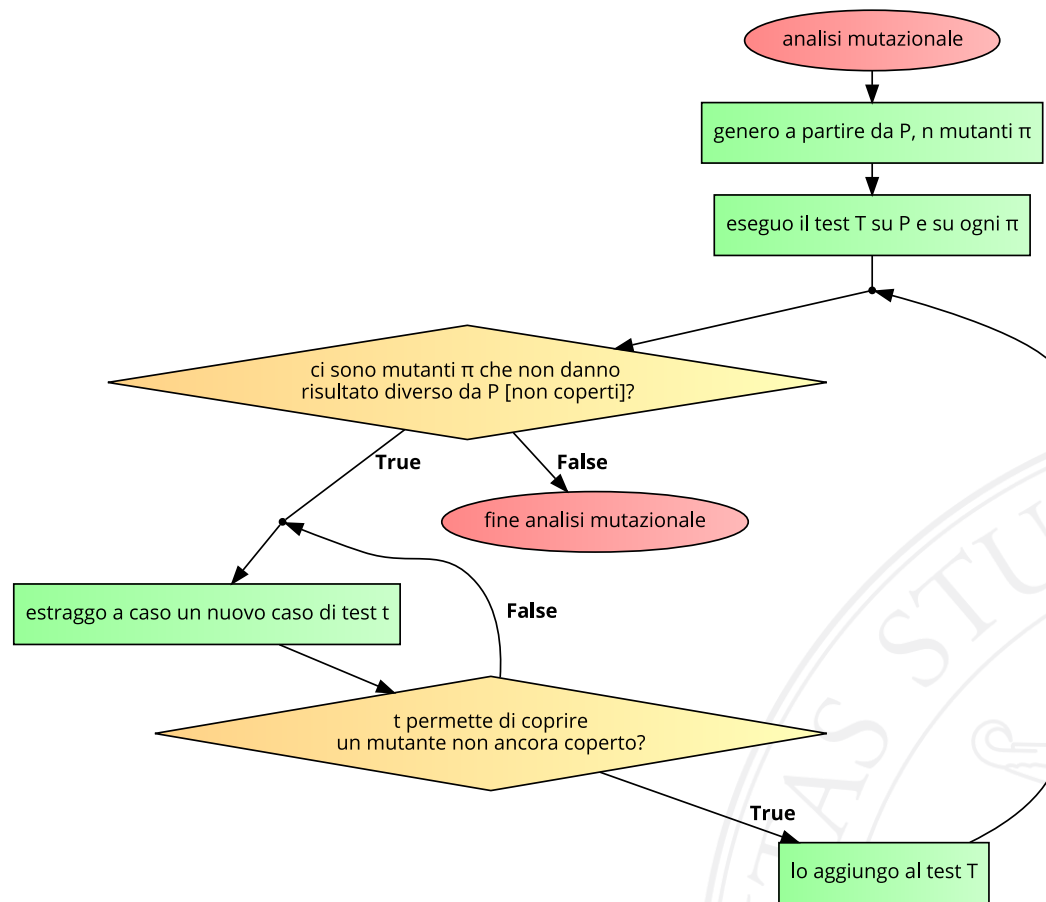 analisi mutazionale
genero a partire da P, n mutanti π
eseguo il test T su P e su ogni π
ci sono mutanti π che non danno
risultato diverso da P [non coperti]?
True
False
fine analisi mutazionale
estraggo a caso un nuovo caso di test t
False
t permette di coprire
un mutante non ancora coperto?
True
lo aggiungo al test T
TAS STU